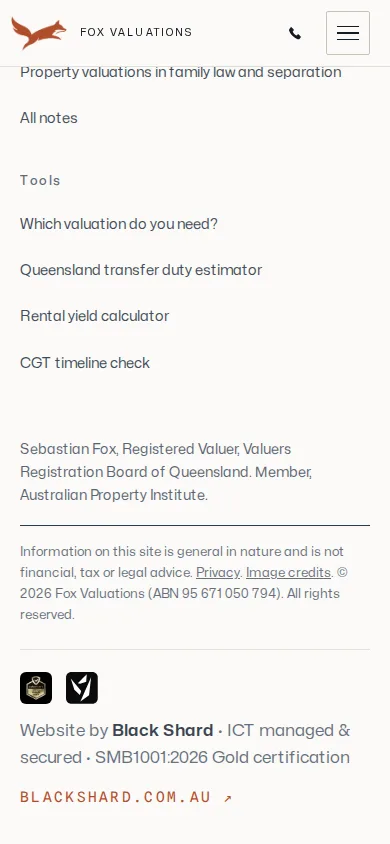 FOX VALUATIONS
Property valuations in family law and separation
All notes
Tools
Which valuation do you need?
Queensland transfer duty estimator
Rental yield calculator
CGT timeline check
Sebastian Fox, Registered Valuer, Valuers
Registration Board of Queensland. Member,
Australian Property Institute.
Information on this site is general in nature and is not
financial, tax or legal advice. Privacy. Image credits. ©
2026 Fox Valuations (ABN 95 671 050 794). All rights
reserved.
Website by Black Shard · ICT managed &
secured · SMB1001:2026 Gold certification
BLACKSHARD.COM.AU ↗